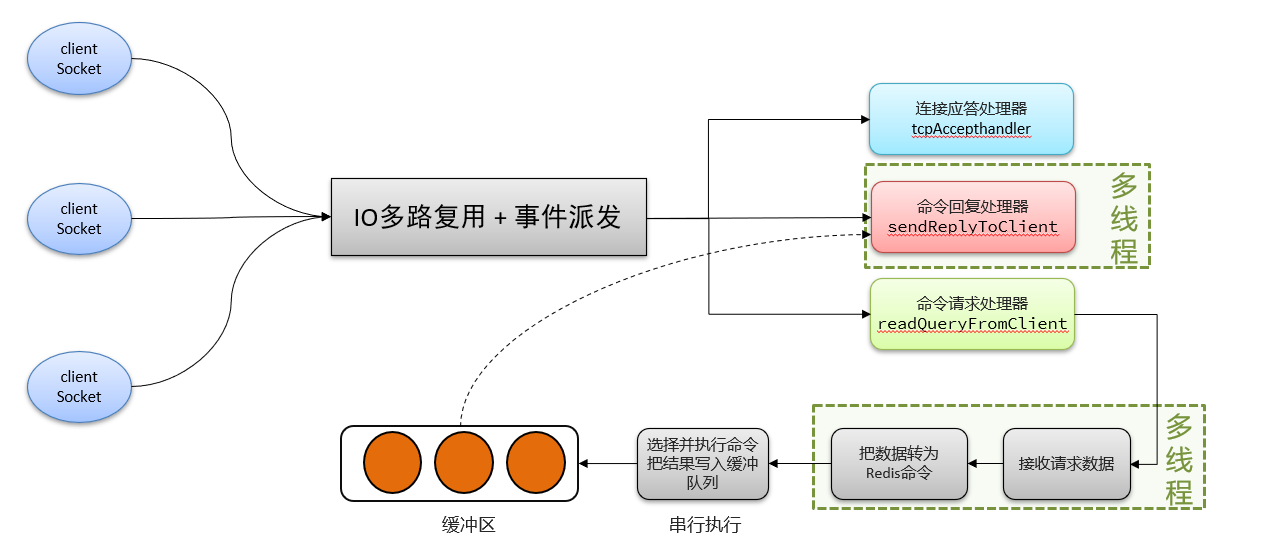 client
Socket
client
Socket
client
Socket
IO多路复用 + 事件派发
连接应答处理器
tcpAccepthandler
命令回复处理器
sendReplyToClient
多
线
程
命令请求处理器
readQueryFromClient
多
线
程
接收请求数据
把数据转为
Redis命令
选择并执行命令
把结果写入缓冲
队列
串行执行
缓冲区